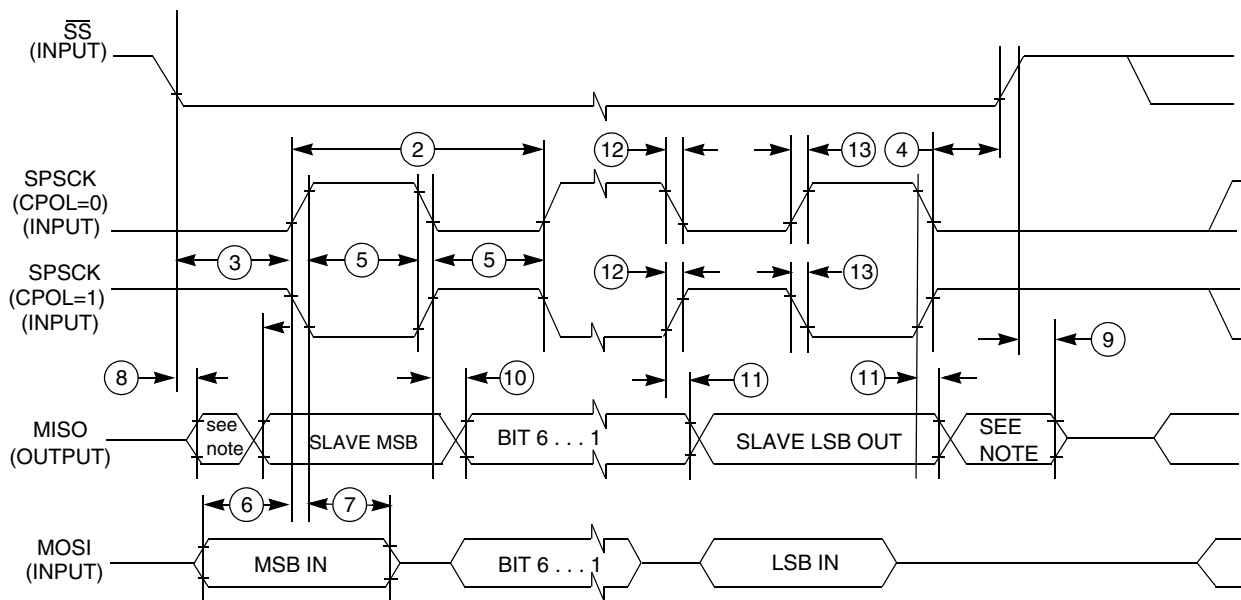 SS
(INPUT)
2
12
13
4
SPSCK
(CPOL=0)
(INPUT)
3
5
5
SPSCK
(CPOL=1)
(INPUT)
12
13
8
10
11
11
9
MISO
(OUTPUT)
see
note
SLAVE MSB
BIT 6 . . . 1
SLAVE LSB OUT
SEE
NOTE
6
7
MOSI
(INPUT)
MSB IN
BIT 6 . . . 1
LSB IN